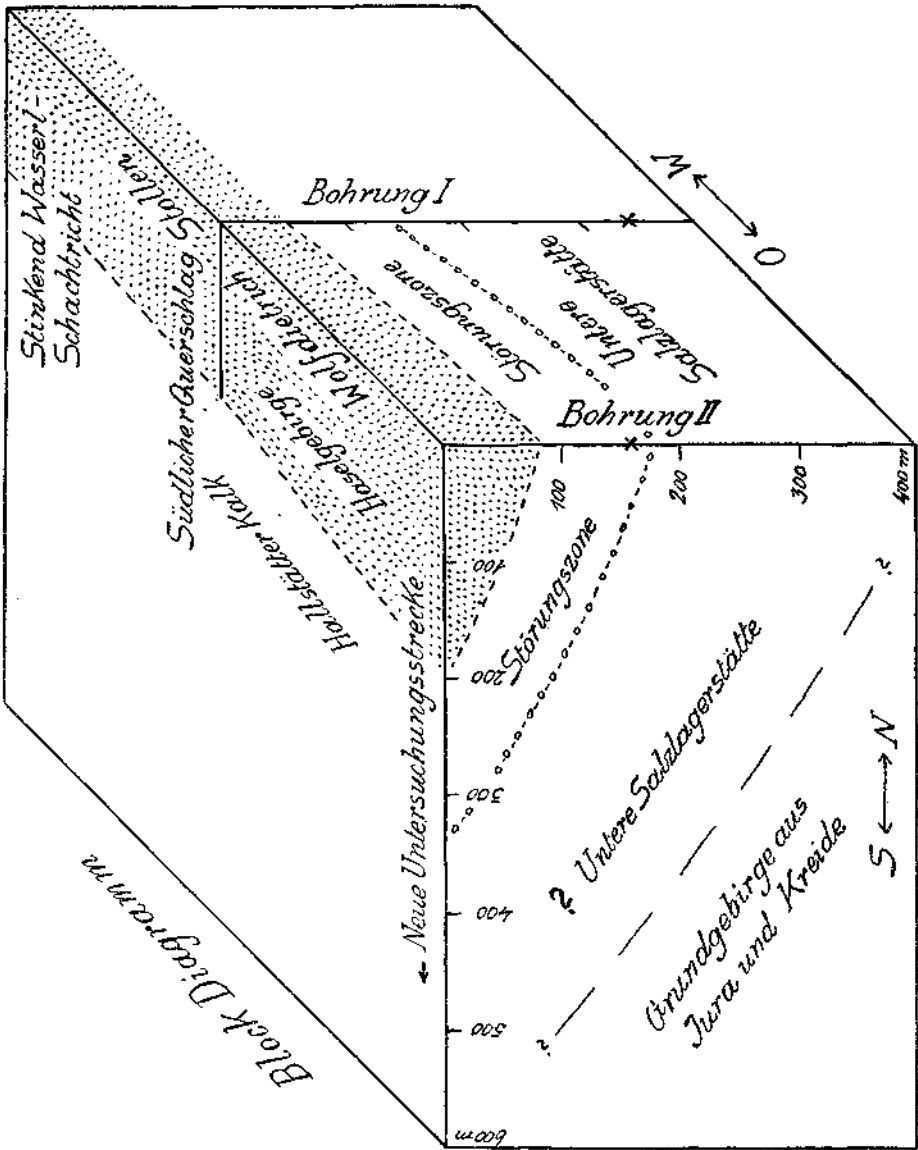 Block Diagramm
Stinkend Wasserl-
Schachtricht
Südlicher Querschlag
Wolfdietrich Stollen
Haselgebirge
Hallstätter Kalk
← Neue Untersuchungsstrecke
Bohrung I
Störungszone
Untere
Salzlagerstätte
W ↔ O
Bohrung II
100
200
300
400 m
100
200
300
400
500
600 m
Störungszone
? Untere Salzlagerstätte
?
?
Grundgebirge aus
Jura und Kreide
S ↔ N